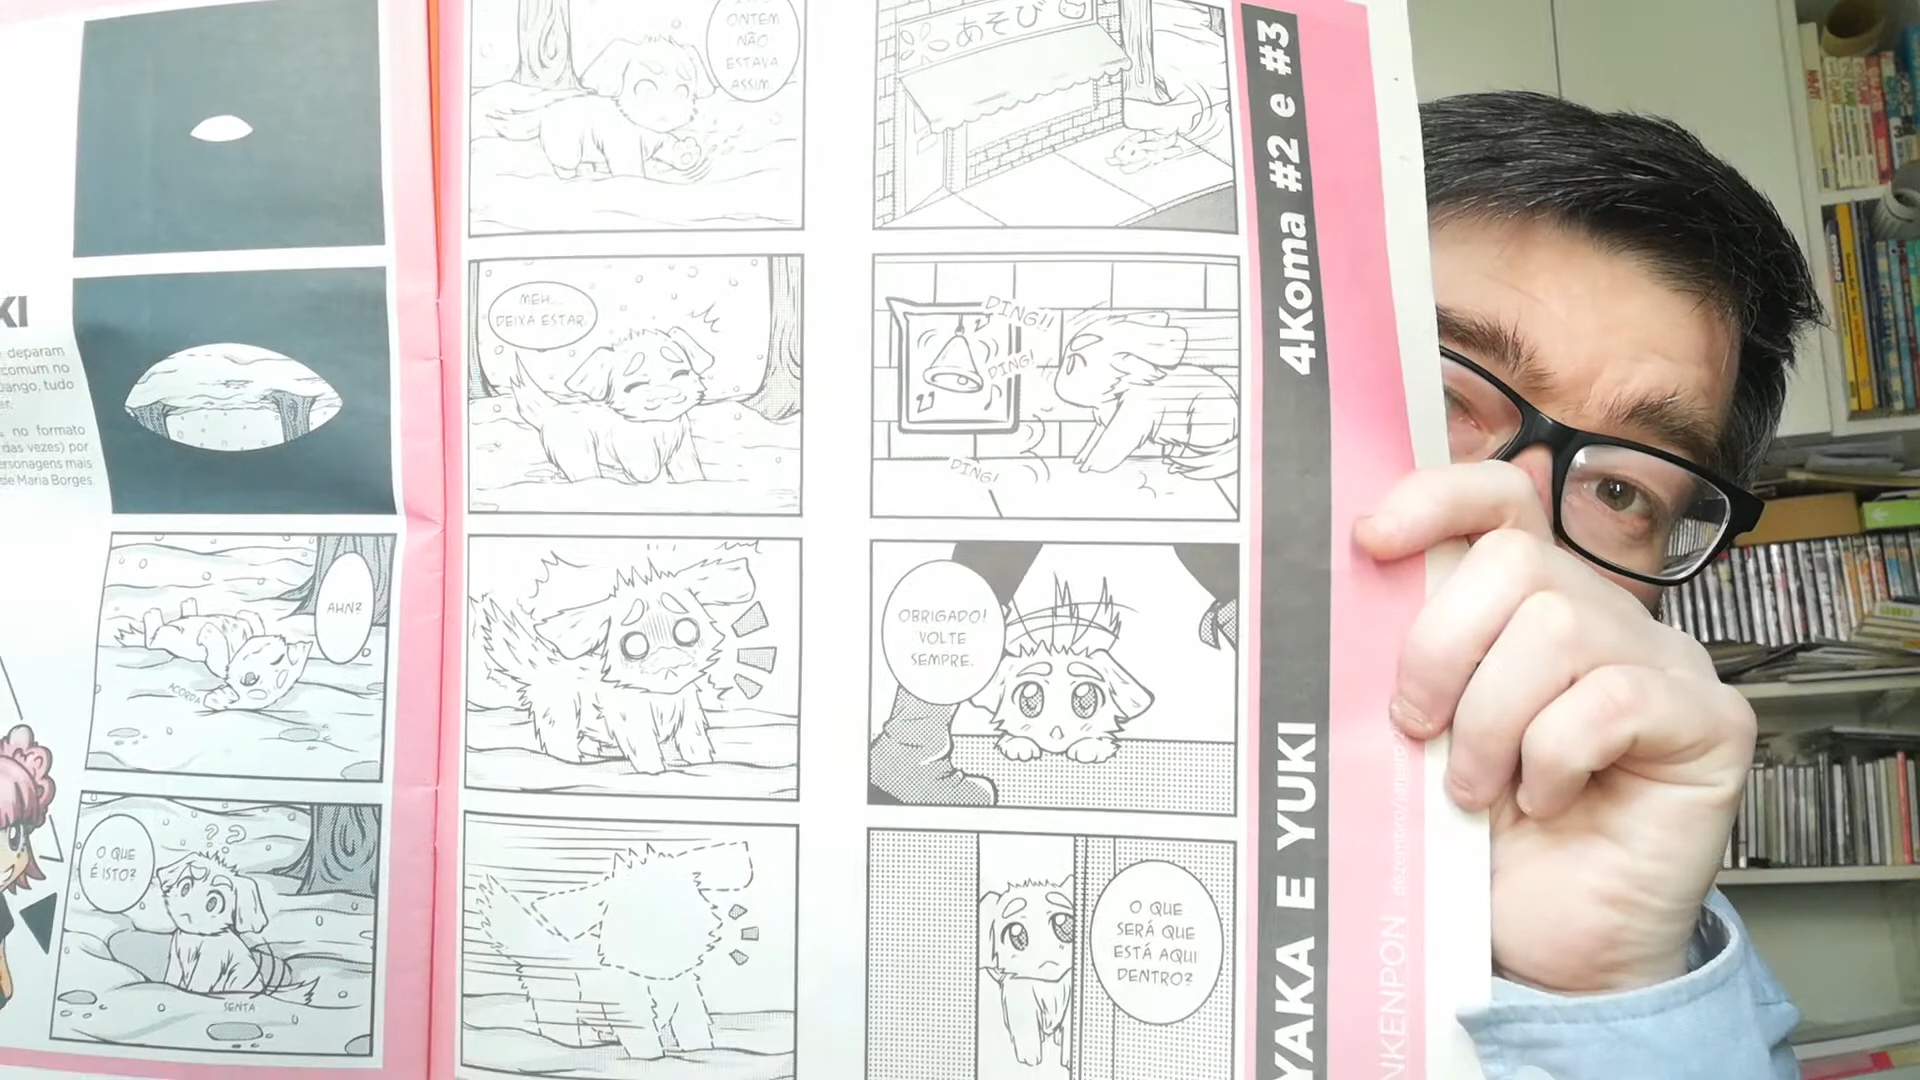 KI
deparam
comum no
ango, tudo
no formato
das vezes) por
ersonagens mais
de Maria Borges.
AHN?
ACORDA
O QUE
É ISTO?
? ?
SENTA
ONTEM
NÃO
ESTAVA
ASSIM.
MEH...
DEIXA ESTAR.
あそび
DING!!
DING!
DING!
OBRIGADO!
VOLTE
SEMPRE.
O QUE
SERÁ QUE
ESTÁ AQUI
DENTRO?
4Koma #2 e #3
YAKA E YUKI
NKENPON